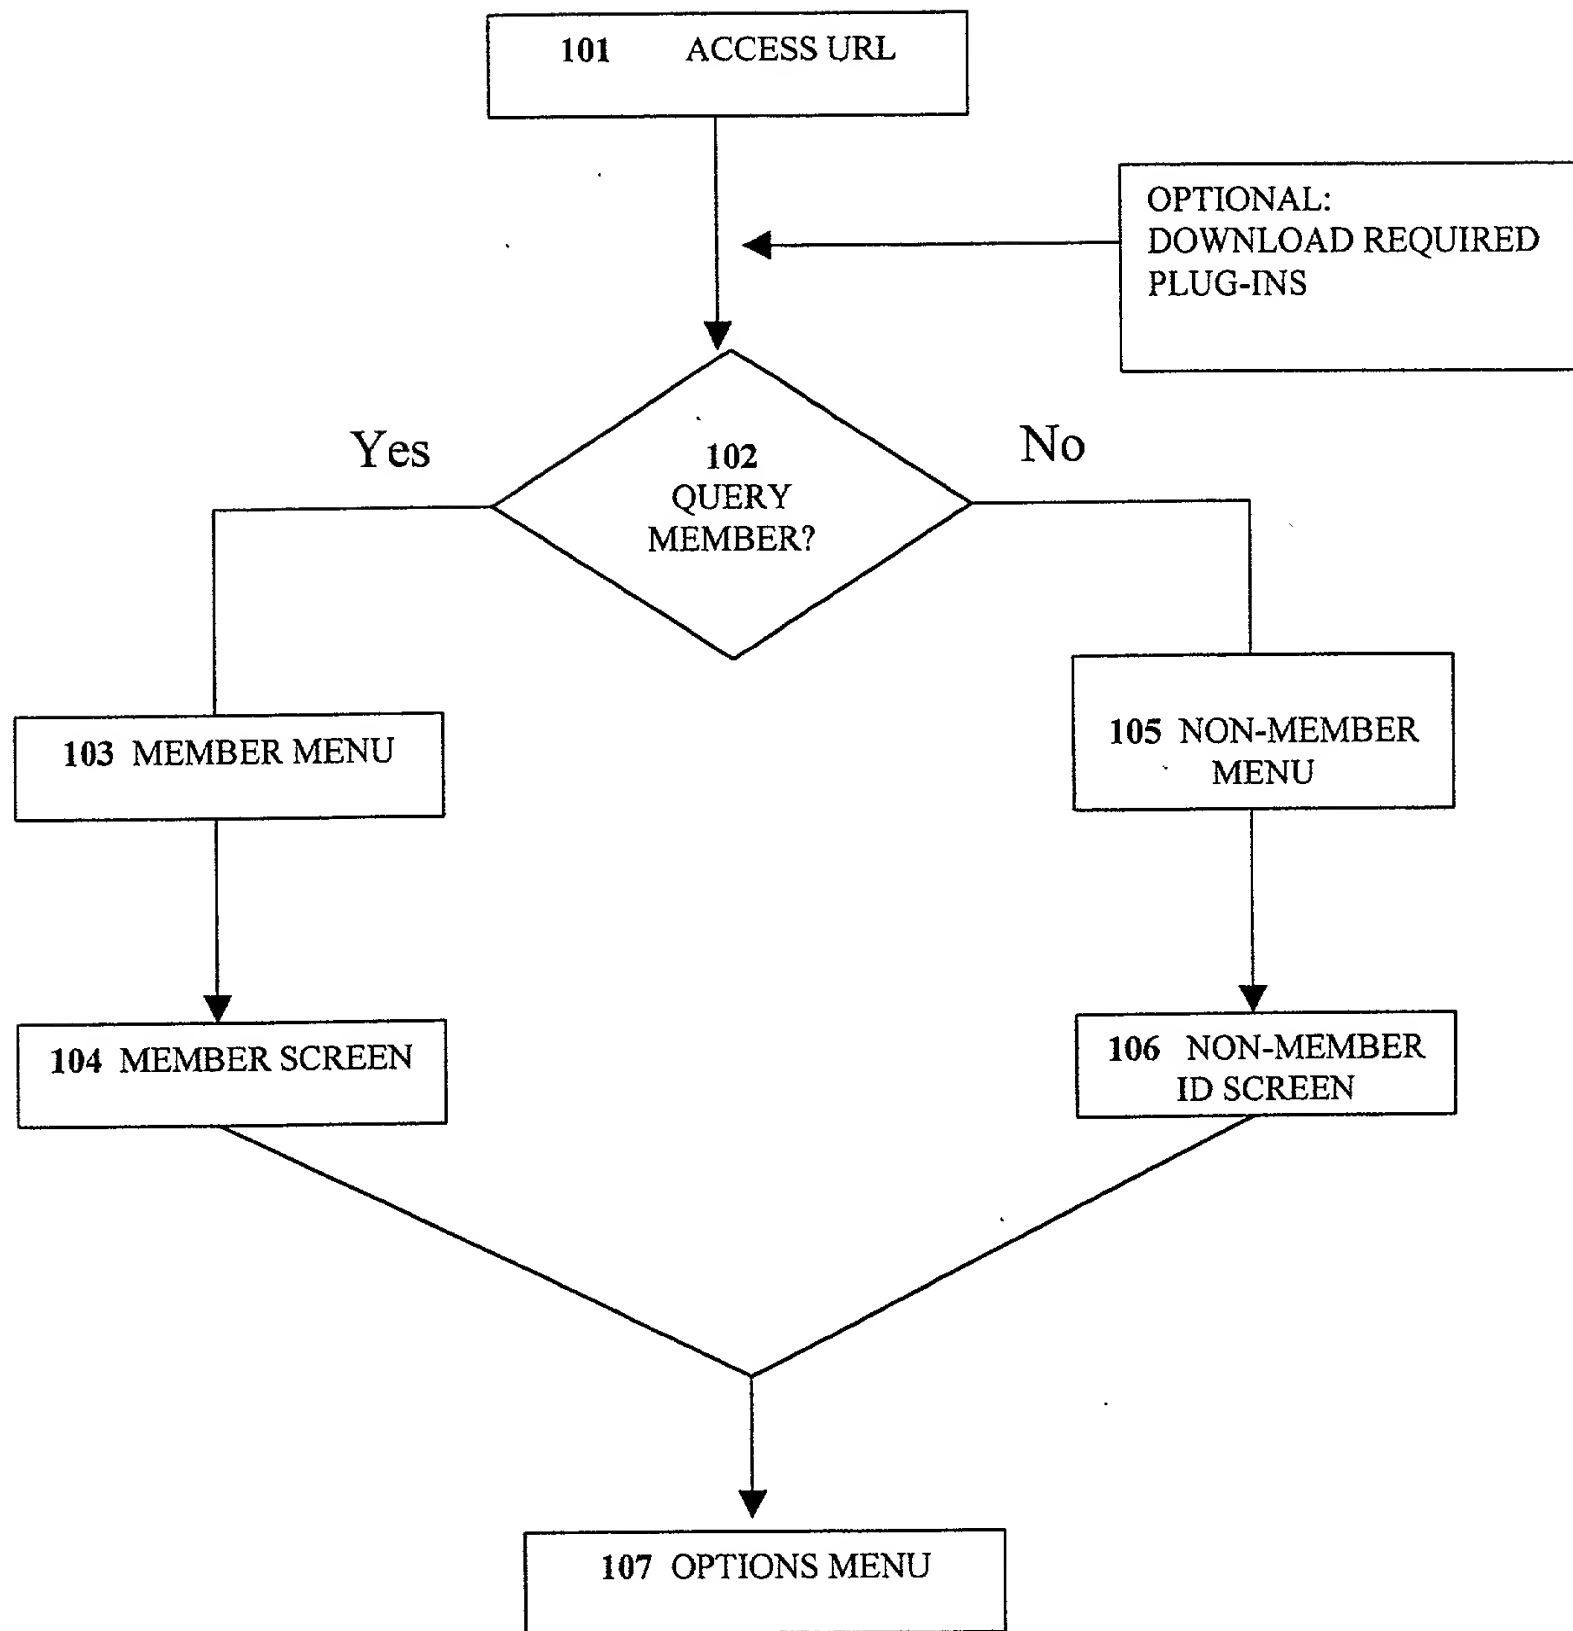 101 ACCESS URL
OPTIONAL:
DOWNLOAD REQUIRED
PLUG-INS
Yes
No
102
QUERY
MEMBER?
103 MEMBER MENU
105 NON-MEMBER
MENU
104 MEMBER SCREEN
106 NON-MEMBER
ID SCREEN
107 OPTIONS MENU